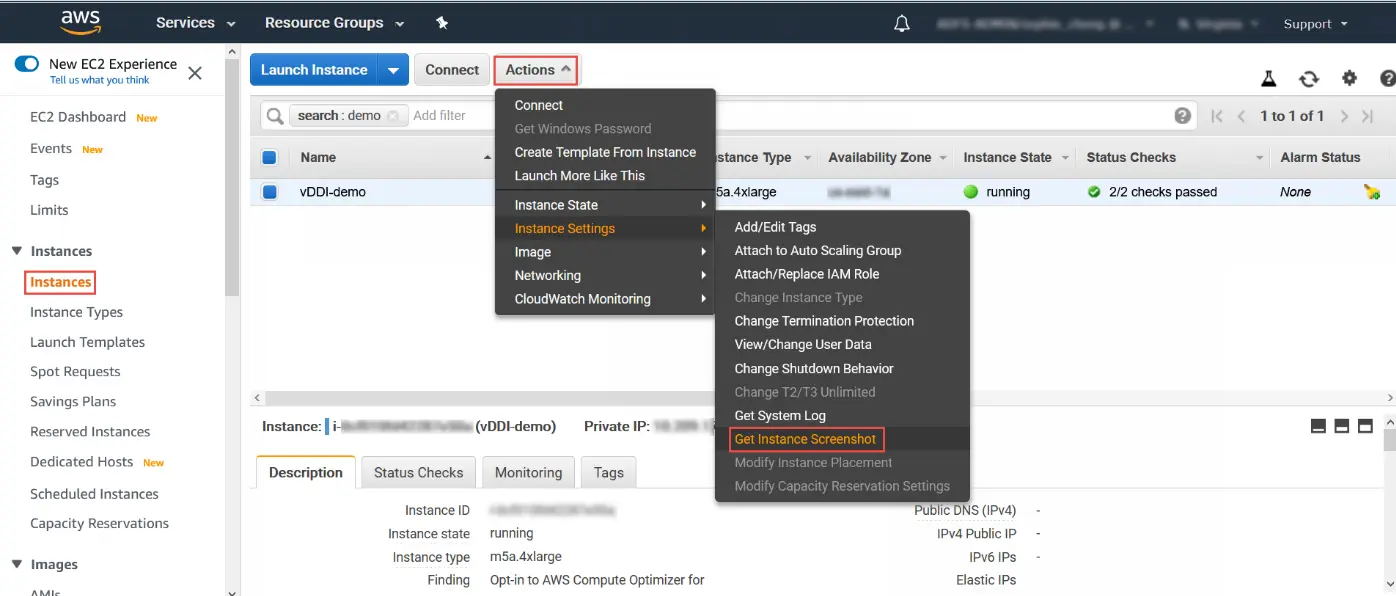 aws Services Resource Groups Support
New EC2 Experience
Tell us what you think
EC2 Dashboard New
Events New
Tags
Limits
Instances
Instances
Instance Types
Launch Templates
Spot Requests
Savings Plans
Reserved Instances
Dedicated Hosts New
Scheduled Instances
Capacity Reservations
Images
AMIs
Launch Instance Connect Actions
search : demo Add filter 1 to 1 of 1
Name stance Type Availability Zone Instance State Status Checks Alarm Status
vDDI-demo m5a.4xlarge running 2/2 checks passed None
Connect
Get Windows Password
Create Template From Instance
Launch More Like This
Instance State
Instance Settings
Image
Networking
CloudWatch Monitoring
Add/Edit Tags
Attach to Auto Scaling Group
Attach/Replace IAM Role
Change Instance Type
Change Termination Protection
View/Change User Data
Change Shutdown Behavior
Change T2/T3 Unlimited
Get System Log
Get Instance Screenshot
Modify Instance Placement
Modify Capacity Reservation Settings
Instance: i- (vDDI-demo) Private IP:
Description Status Checks Monitoring Tags
Instance ID Public DNS (IPv4) -
Instance state running IPv4 Public IP -
Instance type m5a.4xlarge IPv6 IPs -
Finding Opt-in to AWS Compute Optimizer for Elastic IPs